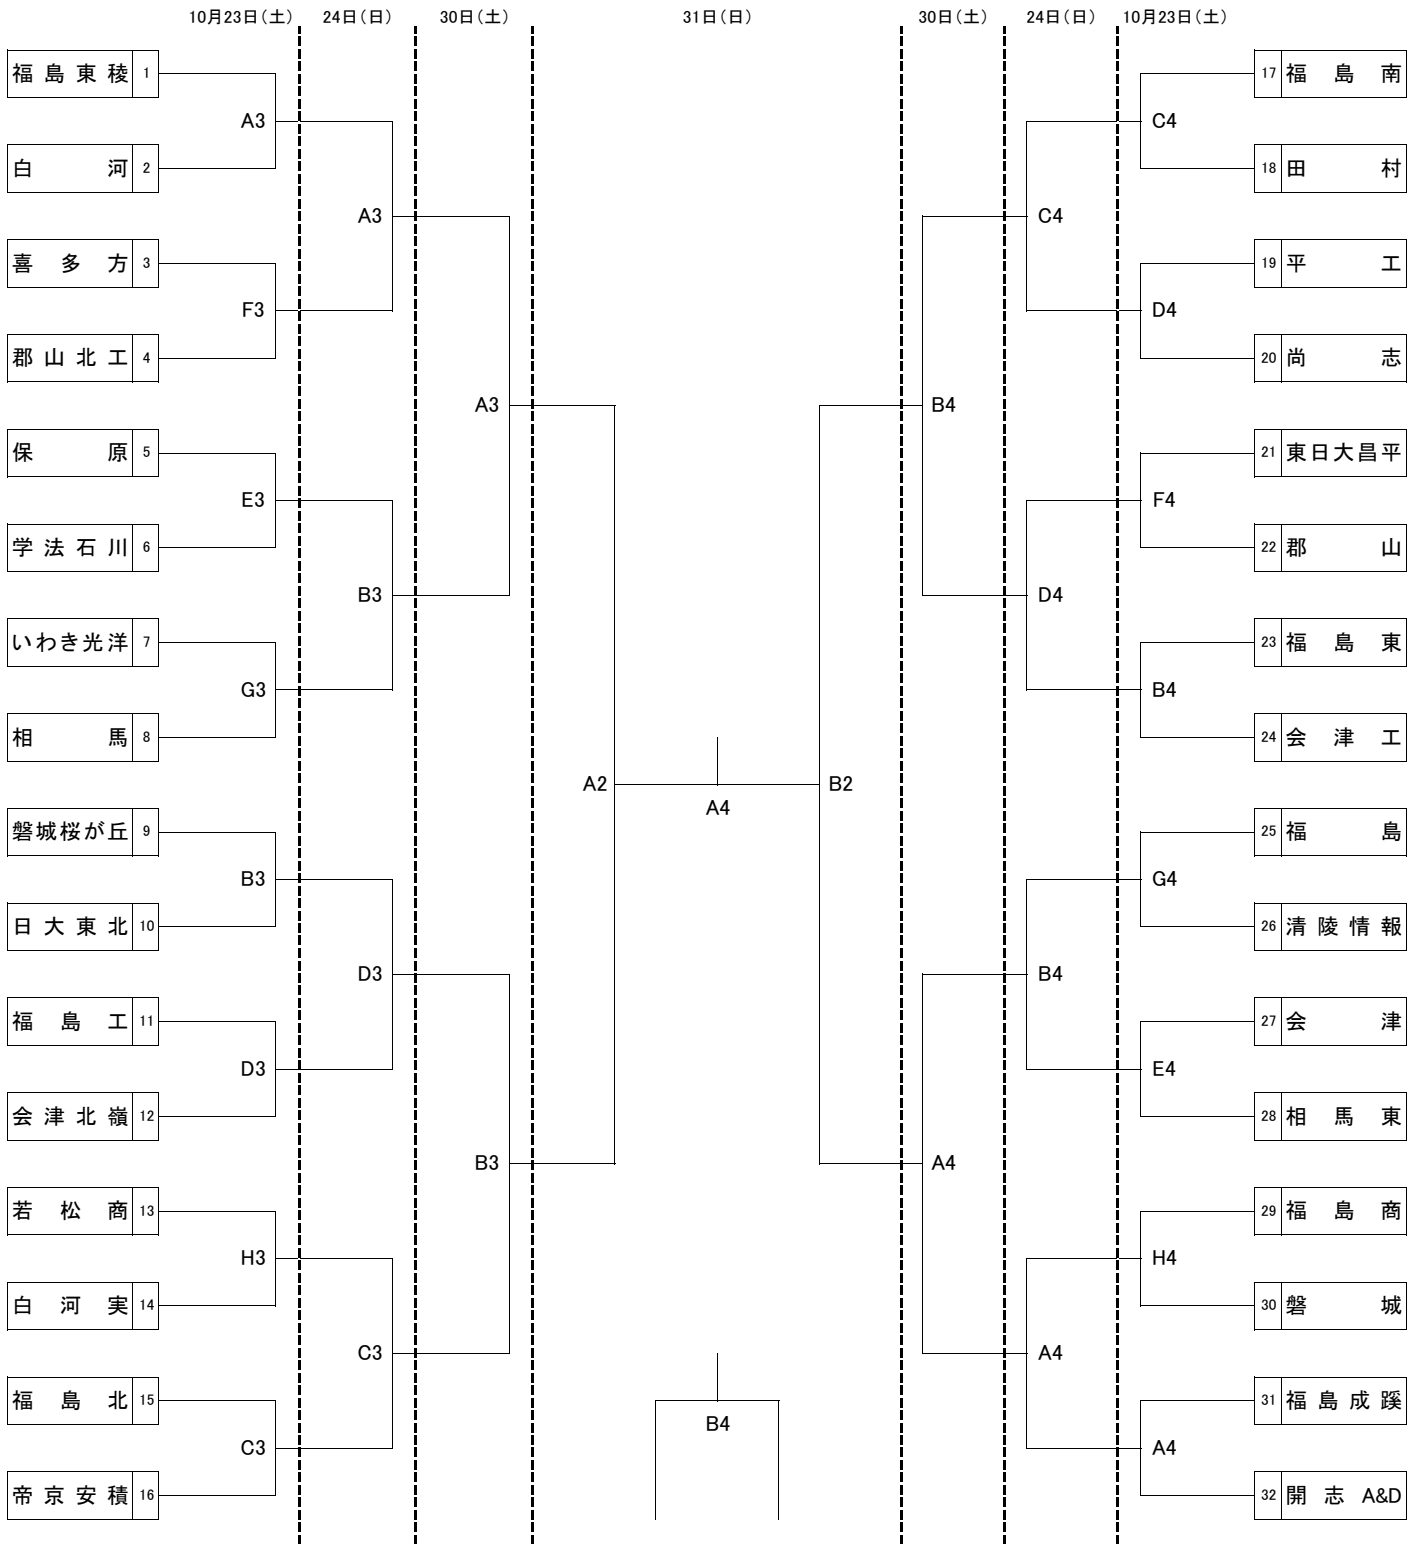 10月23日（土） 24日（日） 30日（土） 31日（日） 30日（土） 24日（日） 10月23日（土）
福島東稜 1 17 福島南
A3 C4
白河 2 18 田村
A3 C4
喜多方 3 19 平工
F3 D4
郡山北工 4 20 尚志
A3 B4
保原 5 21 東日大昌平
E3 F4
学法石川 6 22 郡山
B3 D4
いわき光洋 7 23 福島東
G3 B4
相馬 8 24 会津工
A2 B2
A4
磐城桜が丘 9 25 福島
B3 G4
日大東北 10 26 清陵情報
D3 B4
福島工 11 27 会津
D3 E4
会津北嶺 12 28 相馬東
B3 A4
若松商 13 29 福島商
H3 H4
白河実 14 30 磐城
C3 A4
福島北 15 31 福島成蹊
B4
C3 A4
帝京安積 16 32 開志 A&D